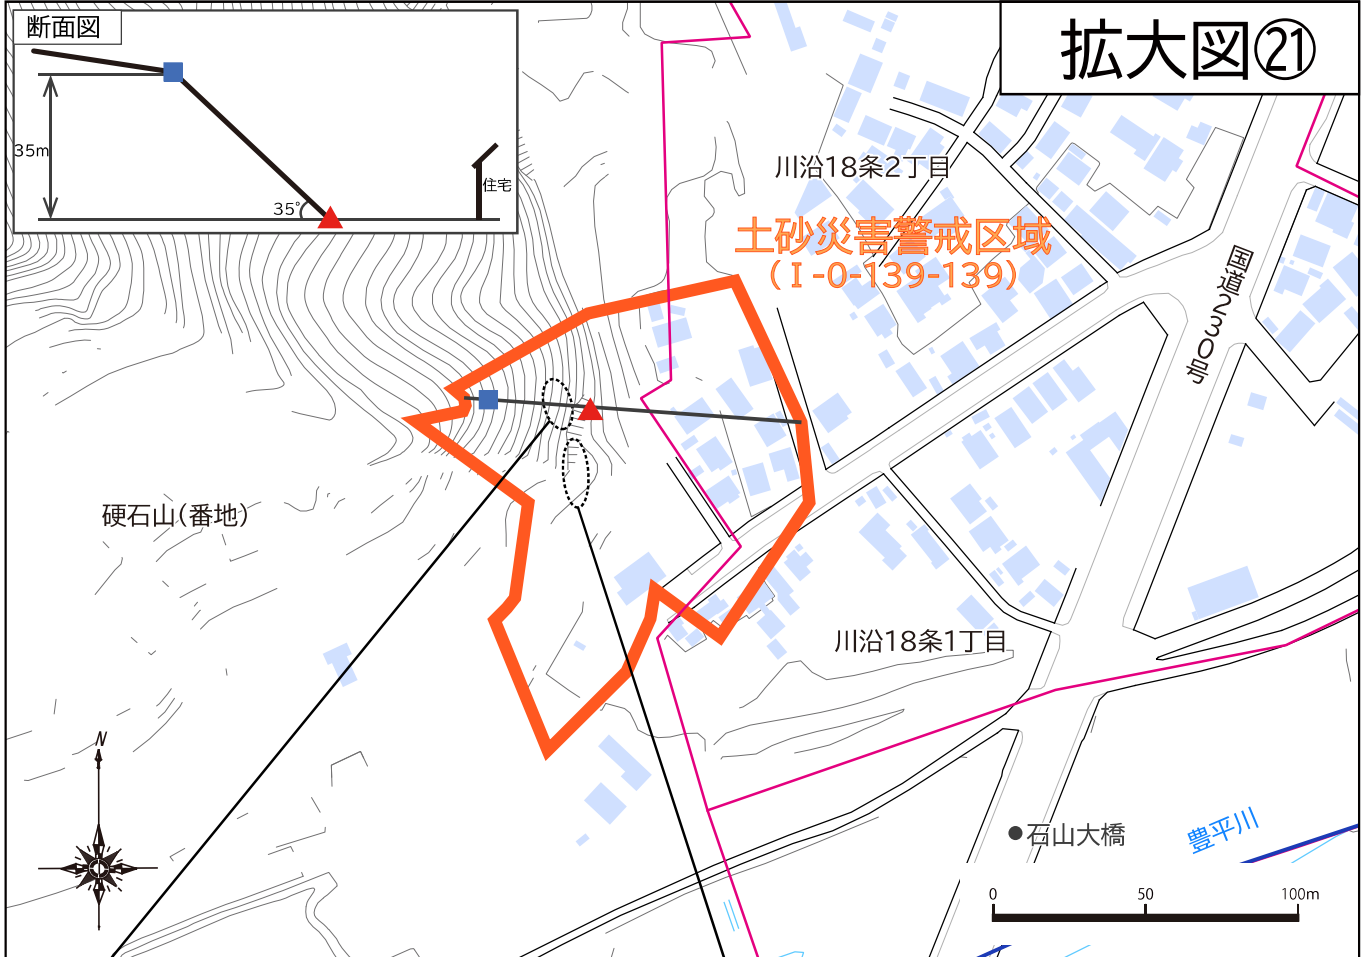 断面図
35m
35°
住宅
拡大図㉑
川沿18条2丁目
土砂災害警戒区域
(Ⅰ-0-139-139)
国道230号
硬石山(番地)
川沿18条1丁目
N
石山大橋
豊平川
0 50 100m